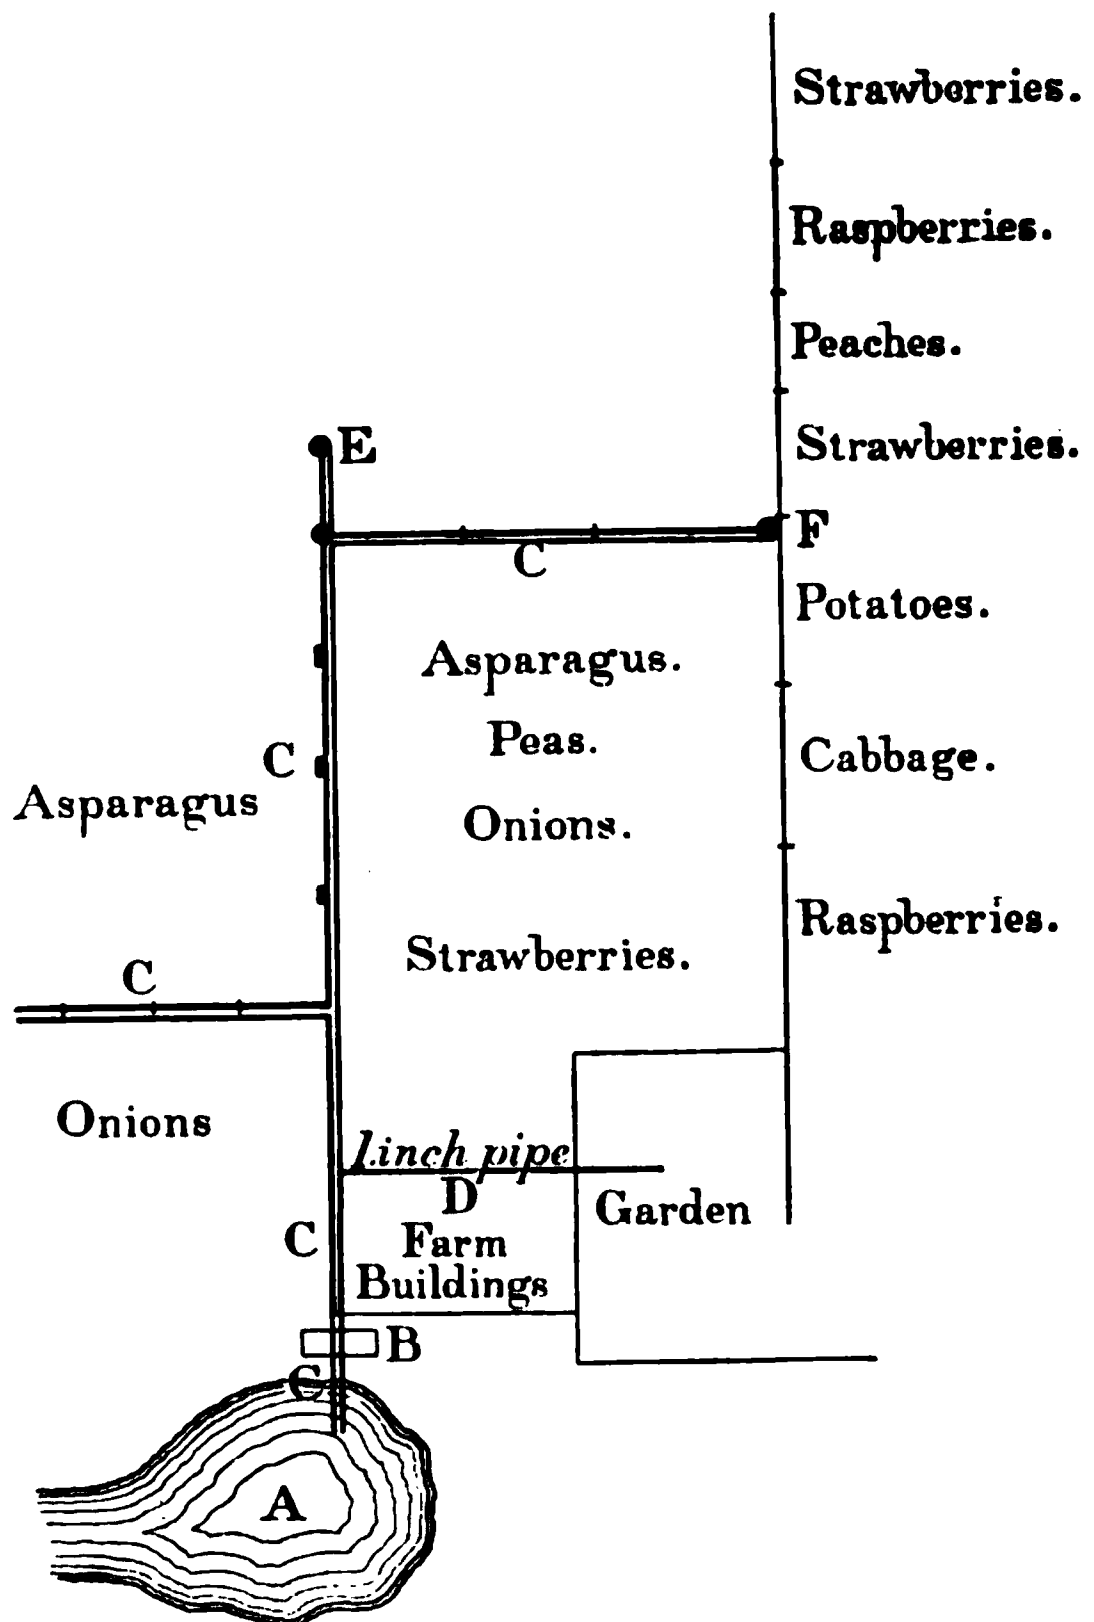 Strawberries.
Raspberries.
Peaches.
Strawberries.
E
F
C
Potatoes.
Asparagus.
Peas.
C
Cabbage.
Asparagus
Onions.
Raspberries.
Strawberries.
C
Onions
1 inch pipe
D
Garden
C
Farm
Buildings
B
C
A